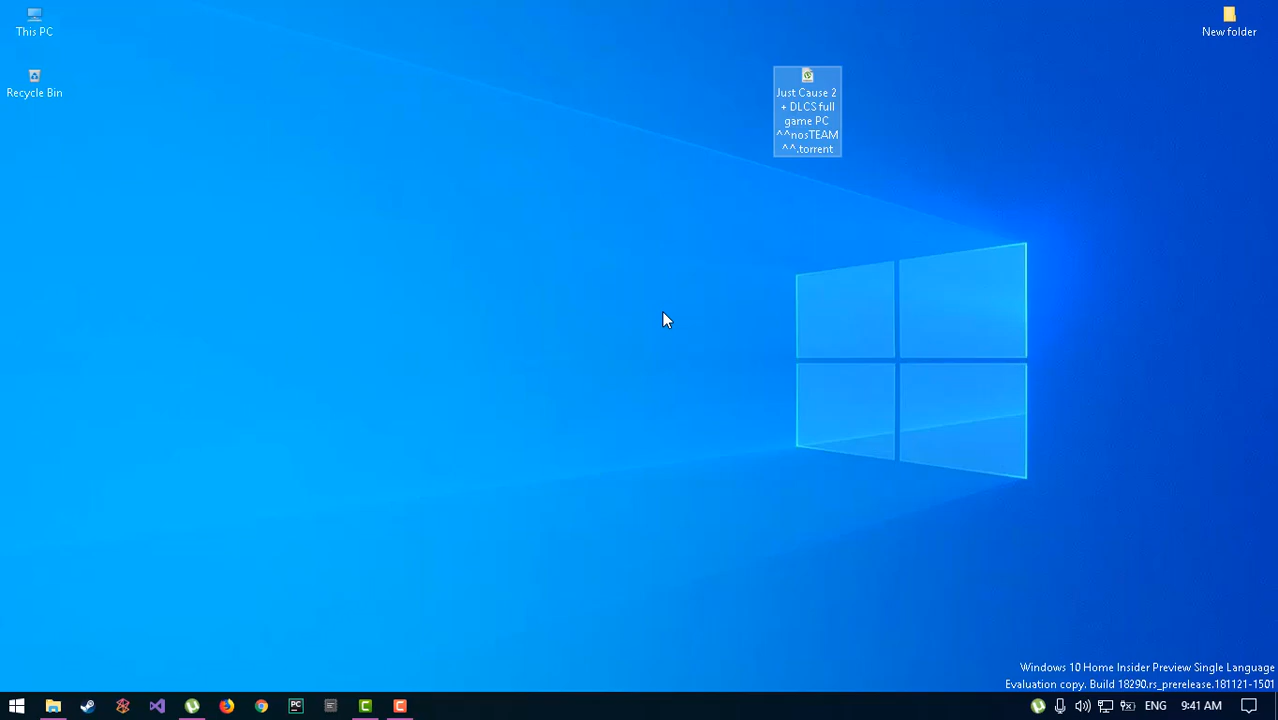 This PC
New folder
Recycle Bin
Just Cause 2
+ DLCS full
game PC
^^nosTEAM
^^.torrent
Windows 10 Home Insider Preview Single Language
Evaluation copy. Build 18290.rs_prerelease.181121-1501
PC
ENG
9:41 AM